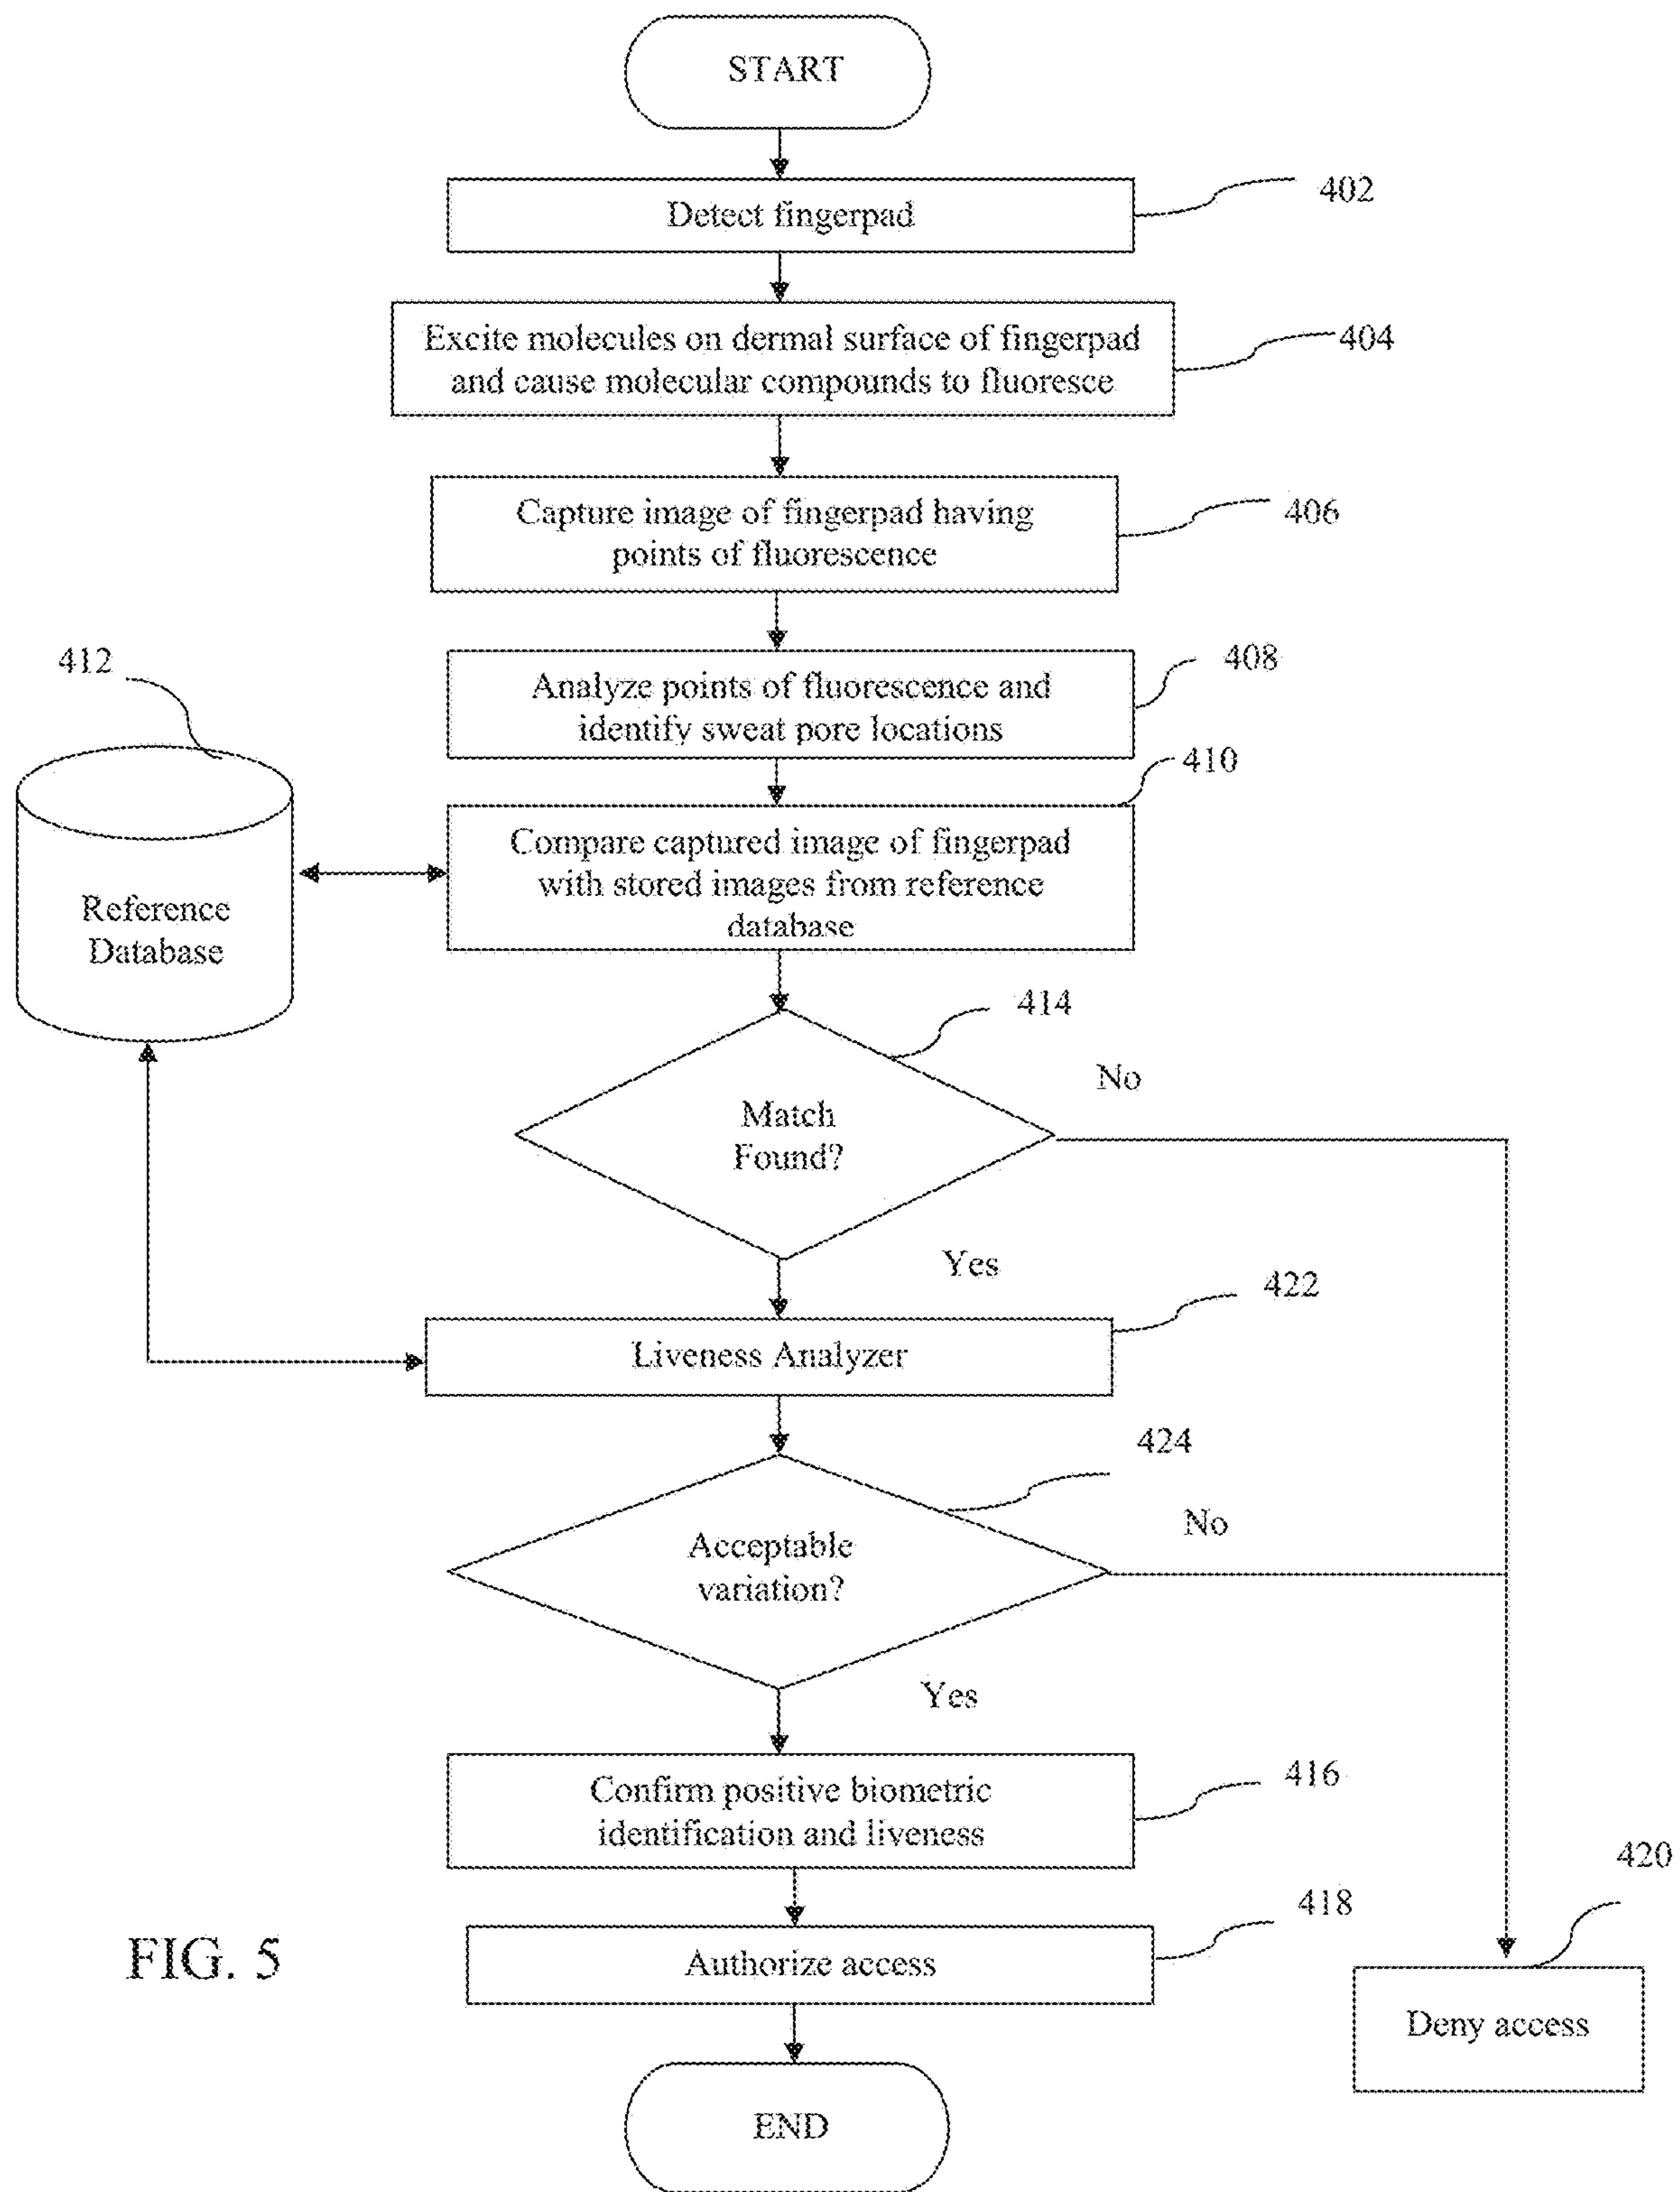 START
402
Detect fingerpad
404
Excite molecules on dermal surface of fingerpad
and cause molecular compounds to fluoresce
406
Capture image of fingerpad having
points of fluorescence
408
Analyze points of fluorescence and
identify sweat pore locations
412
410
Compare captured image of fingerpad
with stored images from reference
database
Reference
Database
414
Match
Found?
No
Yes
422
Liveness Analyzer
424
Acceptable
variation?
No
Yes
416
Confirm positive biometric
identification and liveness
418
Authorize access
420
Deny access
END
FIG. 5